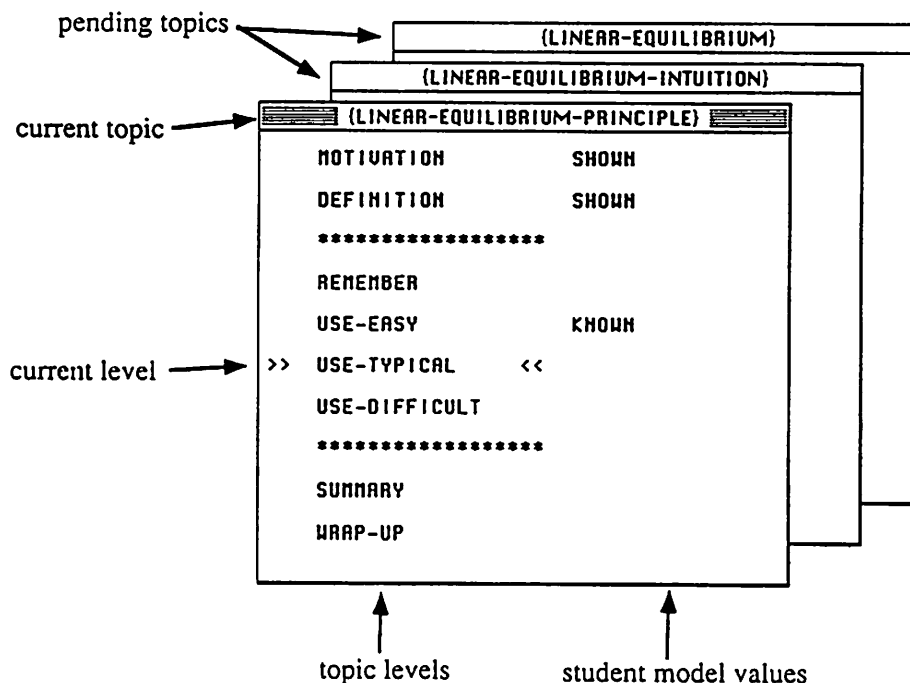 pending topics
{LINEAR-EQUILIBRIUM}
{LINEAR-EQUILIBRIUM-INTUITION}
current topic
{LINEAR-EQUILIBRIUM-PRINCIPLE}
MOTIVATION SHOWN
DEFINITION SHOWN
******************
REMEMBER
USE-EASY KNOWN
current level >> USE-TYPICAL <<
USE-DIFFICULT
******************
SUMMARY
WRAP-UP
topic levels student model values